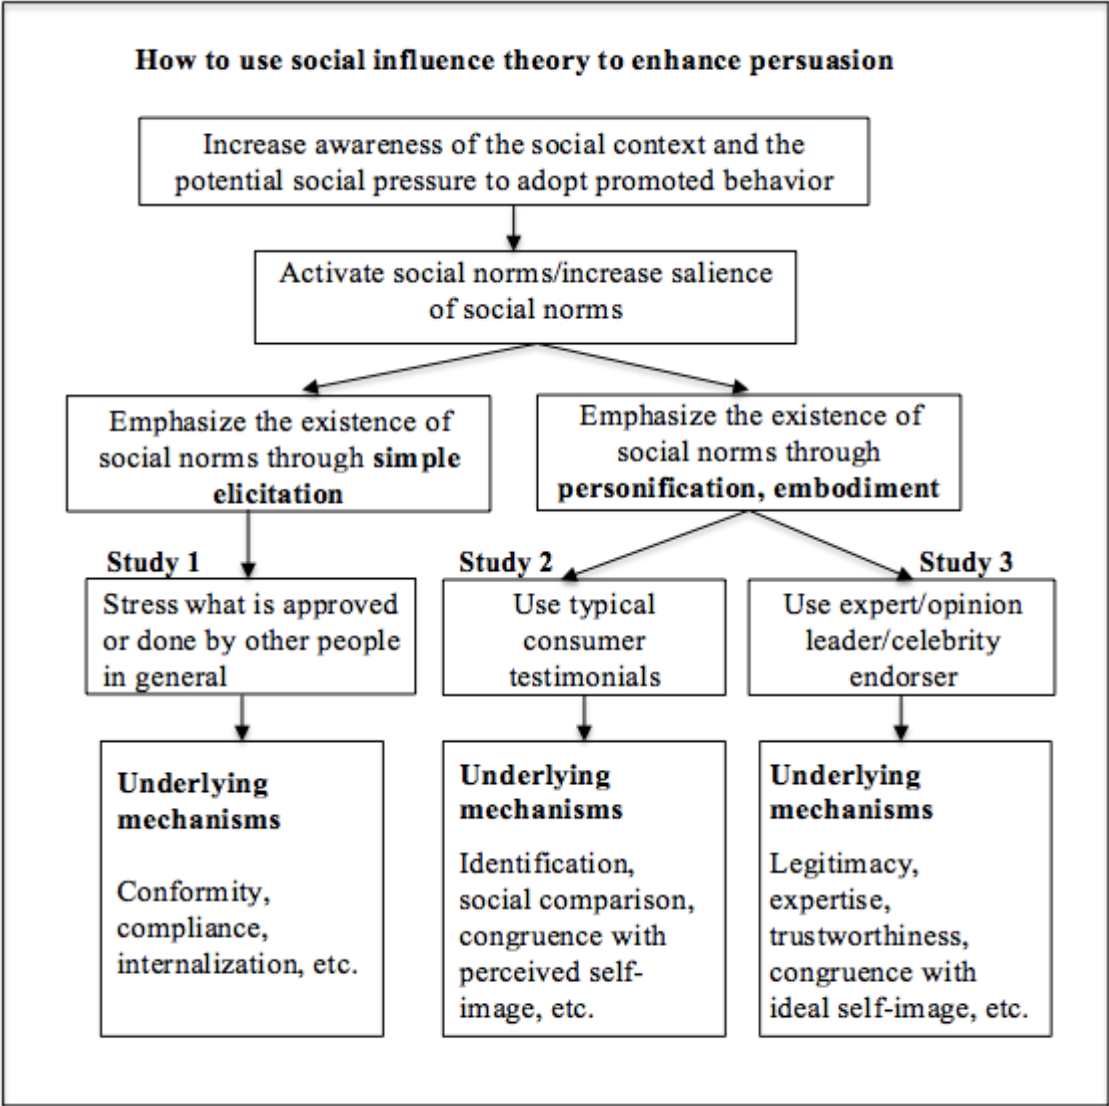 How to use social influence theory to enhance persuasion
Increase awareness of the social context and the
potential social pressure to adopt promoted behavior
Activate social norms/increase salience
of social norms
Emphasize the existence of
social norms through simple
elicitation
Emphasize the existence of
social norms through
personification, embodiment
Study 1
Stress what is approved
or done by other people
in general
Study 2
Use typical
consumer
testimonials
Study 3
Use expert/opinion
leader/celebrity
endorser
Underlying
mechanisms
Conformity,
compliance,
internalization, etc.
Underlying
mechanisms
Identification,
social comparison,
congruence with
perceived self-
image, etc.
Underlying
mechanisms
Legitimacy,
expertise,
trustworthiness,
congruence with
ideal self-image, etc.